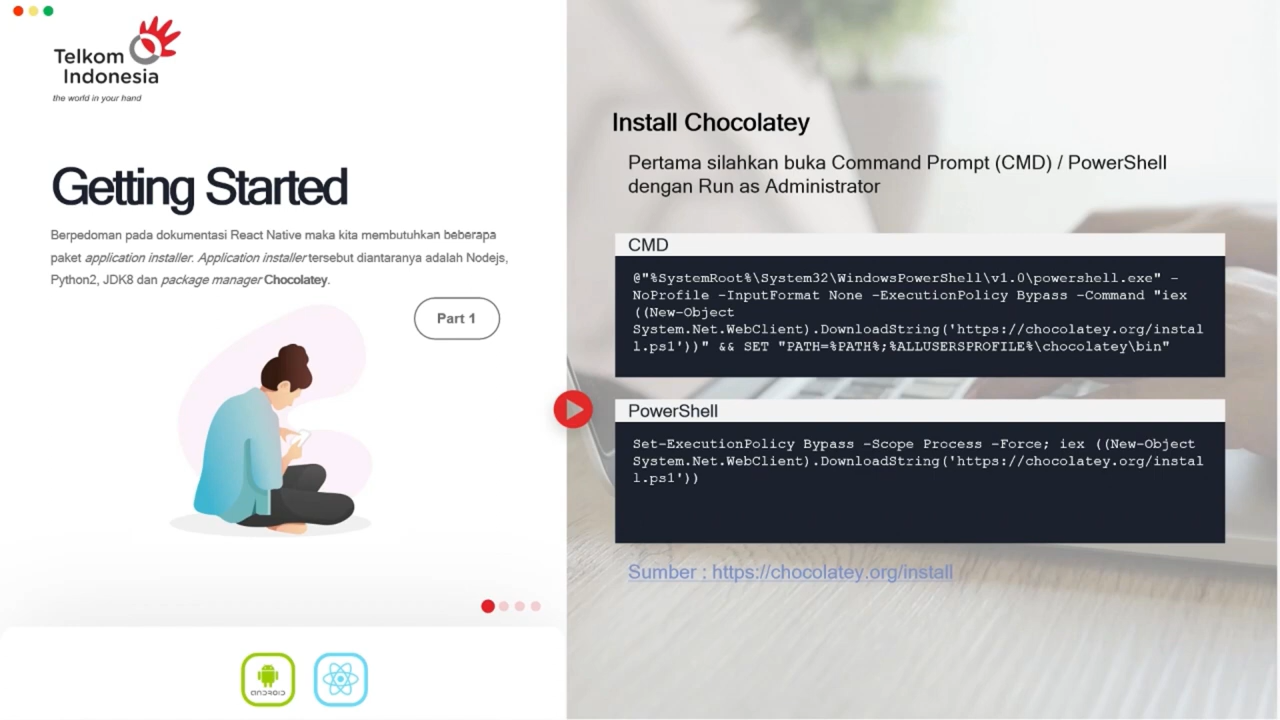 Telkom
Indonesia
the world in your hand
Getting Started
Berpedoman pada dokumentasi React Native maka kita membutuhkan beberapa
paket application installer. Application installer tersebut diantaranya adalah Nodejs,
Python2, JDK8 dan package manager Chocolatey.
Part 1
ANDROID
Install Chocolatey
Pertama silahkan buka Command Prompt (CMD) / PowerShell
dengan Run as Administrator
CMD
@"%SystemRoot%\System32\WindowsPowerShell\v1.0\powershell.exe" -
NoProfile -InputFormat None -ExecutionPolicy Bypass -Command "iex
((New-Object
System.Net.WebClient).DownloadString('https://chocolatey.org/instal
l.ps1'))" && SET "PATH=%PATH%;%ALLUSERSPROFILE%\chocolatey\bin"
PowerShell
Set-ExecutionPolicy Bypass -Scope Process -Force; iex ((New-Object
System.Net.WebClient).DownloadString('https://chocolatey.org/instal
l.ps1'))
Sumber : https://chocolatey.org/install